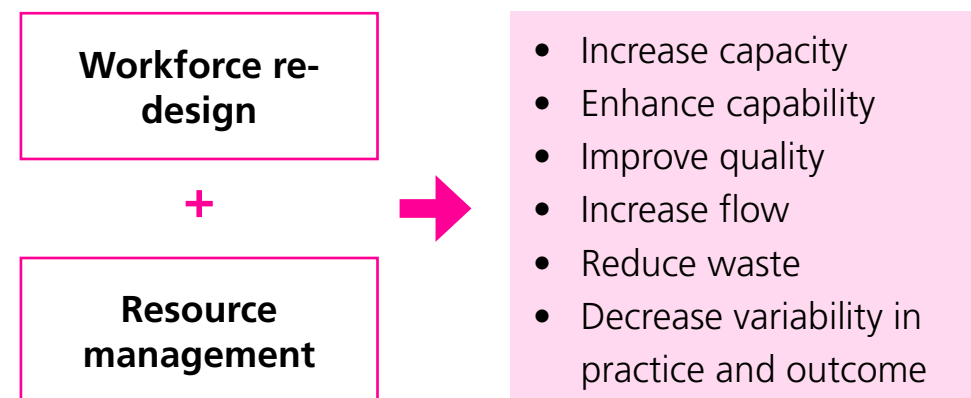 Workforce re-
design
+
Resource
management
• Increase capacity
• Enhance capability
• Improve quality
• Increase flow
• Reduce waste
• Decrease variability in
practice and outcome